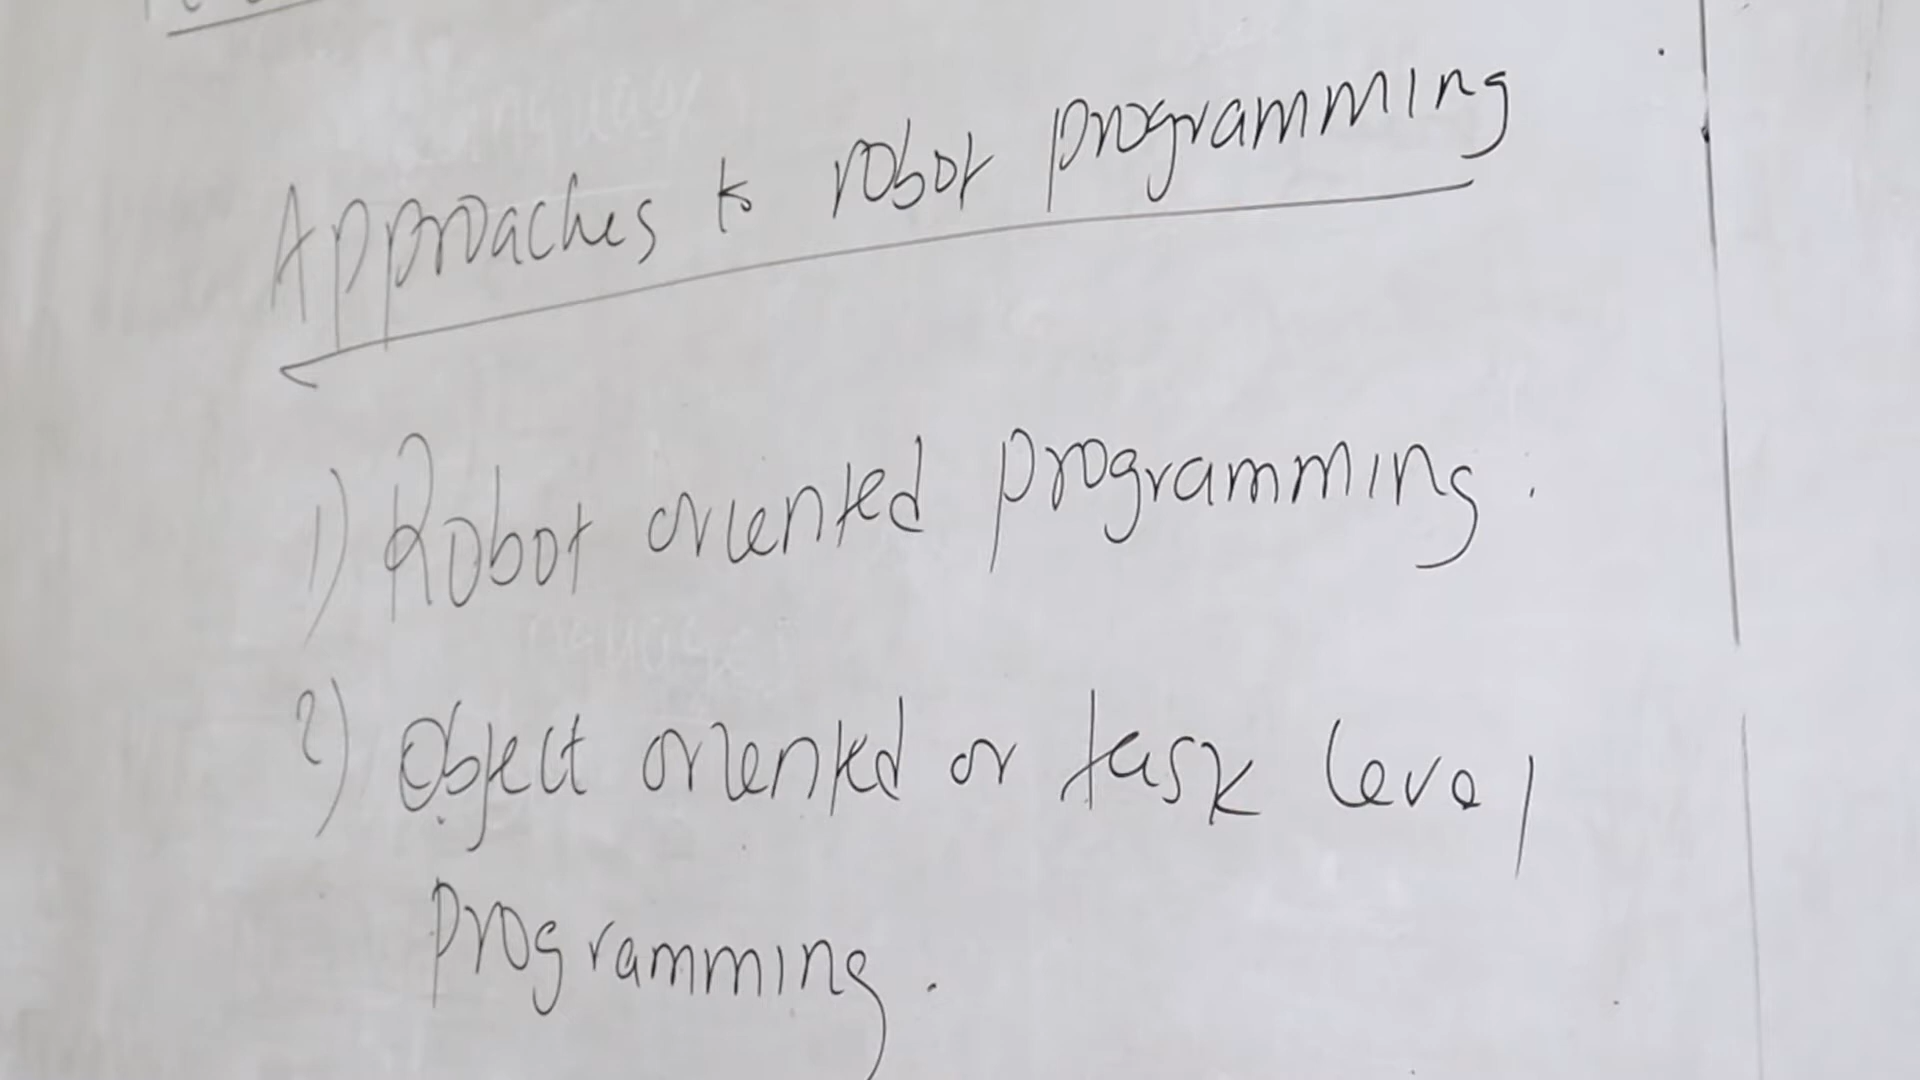 Approaches to robot programming
1) Robot oriented programming.
2) Object oriented or task level
programming.